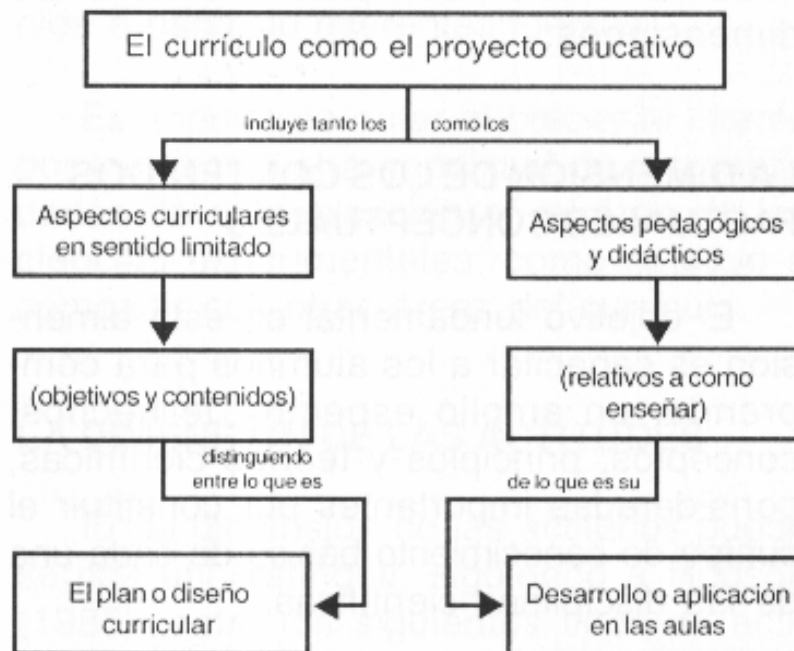 El currículo como el proyecto educativo
Incluye tanto los como los
Aspectos curriculares
en sentido limitado
Aspectos pedagógicos
y didácticos
(objetivos y contenidos)
(relativos a cómo
enseñar)
distinguiendo
entre lo que es
de lo que es su
El plan o diseño
curricular
Desarrollo o aplicación
en las aulas